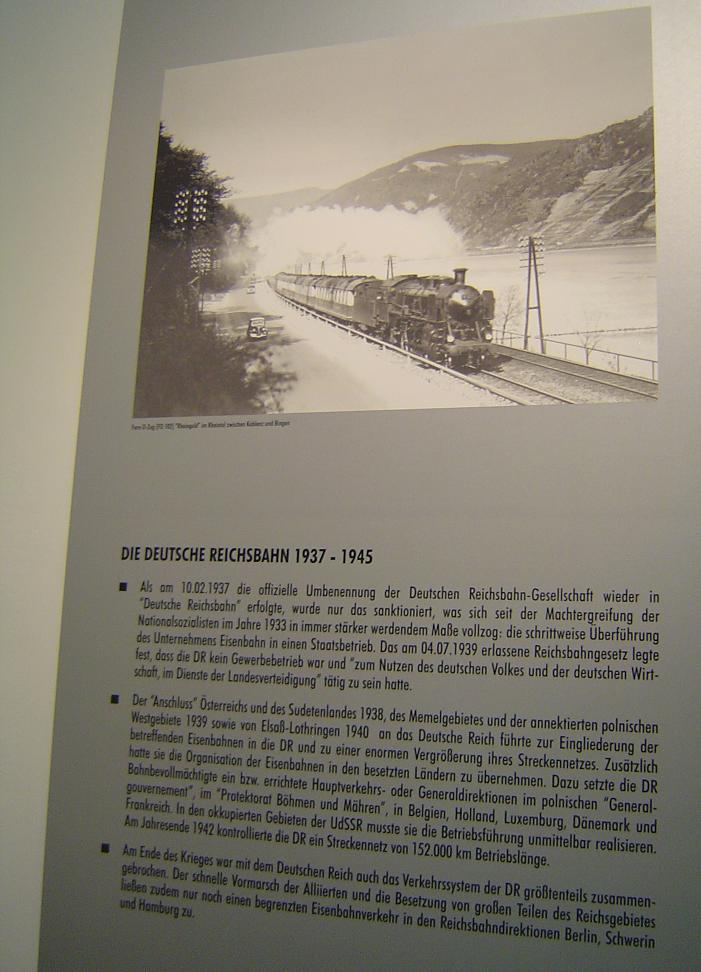 Fern-D-Zug (FD 102) "Rheingold" im Rheintal zwischen Koblenz und Bingen
DIE DEUTSCHE REICHSBAHN 1937 - 1945
■ Als am 10.02.1937 die offizielle Umbenennung der Deutschen Reichsbahn-Gesellschaft wieder in
"Deutsche Reichsbahn" erfolgte, wurde nur das sanktioniert, was sich seit der Machtergreifung der
Nationalsozialisten im Jahre 1933 in immer stärker werdendem Maße vollzog: die schrittweise Überführung
des Unternehmens Eisenbahn in einen Staatsbetrieb. Das am 04.07.1939 erlassene Reichsbahngesetz legte
fest, dass die DR kein Gewerbebetrieb war und "zum Nutzen des deutschen Volkes und der deutschen Wirt-
schaft, im Dienste der Landesverteidigung" tätig zu sein hatte.
■ Der "Anschluss" Österreichs und des Sudetenlandes 1938, des Memelgebietes und der annektierten polnischen
Westgebiete 1939 sowie von Elsaß-Lothringen 1940 an das Deutsche Reich führte zur Eingliederung der
betreffenden Eisenbahnen in die DR und zu einer enormen Vergrößerung ihres Streckennetzes. Zusätzlich
hatte sie die Organisation der Eisenbahnen in den besetzten Ländern zu übernehmen. Dazu setzte die DR
Bahnbevollmächtigte ein bzw. errichtete Hauptverkehrs- oder Generaldirektionen im polnischen "General-
gouvernement", im "Protektorat Böhmen und Mähren", in Belgien, Holland, Luxemburg, Dänemark und
Frankreich. In den okkupierten Gebieten der UdSSR musste sie die Betriebsführung unmittelbar realisieren.
Am Jahresende 1942 kontrollierte die DR ein Streckennetz von 152.000 km Betriebslänge.
■ Am Ende des Krieges war mit dem Deutschen Reich auch das Verkehrssystem der DR größtenteils zusammen-
gebrochen. Der schnelle Vormarsch der Alliierten und die Besetzung von großen Teilen des Reichsgebietes
ließen zudem nur noch einen begrenzten Eisenbahnverkehr in den Reichsbahndirektionen Berlin, Schwerin
und Hamburg zu.